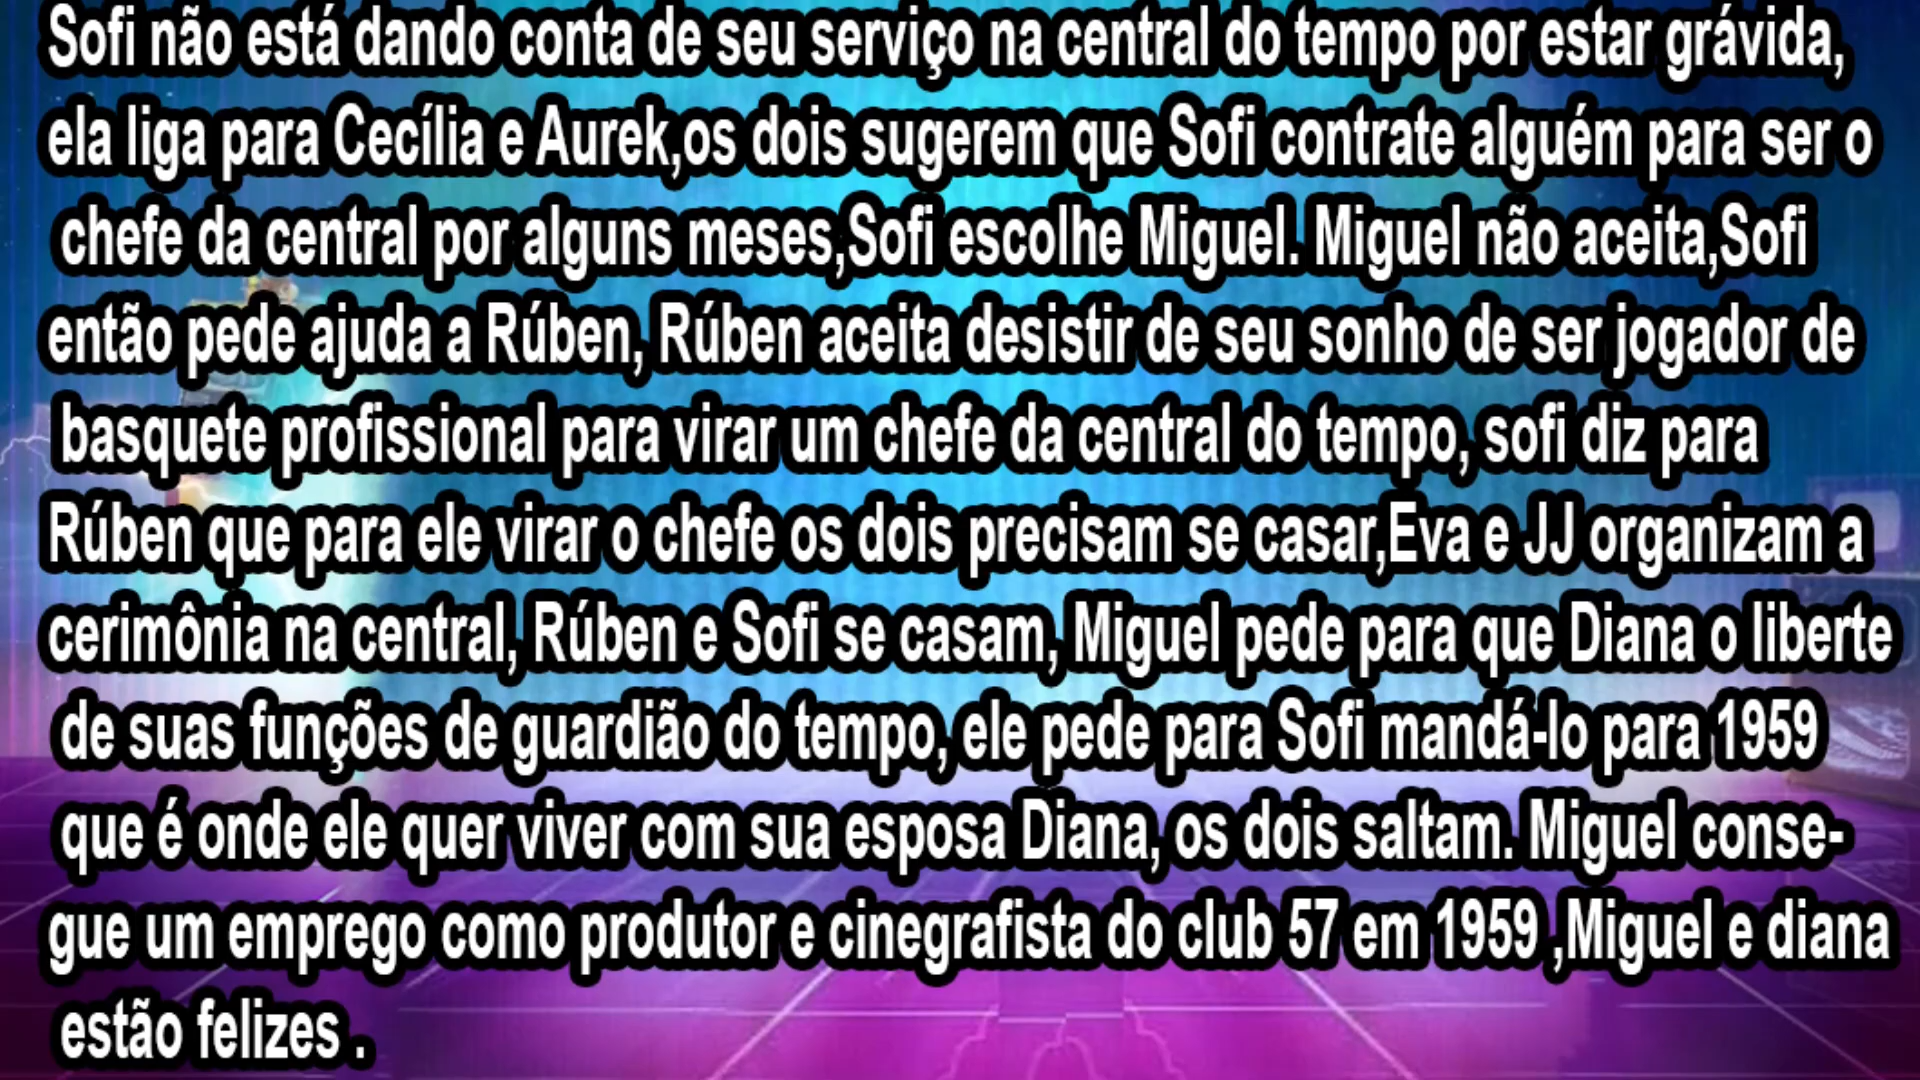 Sofi não está dando conta de seu serviço na central do tempo por estar grávida,
ela liga para Cecília e Aurek,os dois sugerem que Sofi contrate alguém para ser o
chefe da central por alguns meses,Sofi escolhe Miguel. Miguel não aceita,Sofi
então pede ajuda a Rúben, Rúben aceita desistir de seu sonho de ser jogador de
basquete profissional para virar um chefe da central do tempo, sofi diz para
Rúben que para ele virar o chefe os dois precisam se casar,Eva e JJ organizam a
cerimônia na central, Rúben e Sofi se casam, Miguel pede para que Diana o liberte
de suas funções de guardião do tempo, ele pede para Sofi mandá-lo para 1959
que é onde ele quer viver com sua esposa Diana, os dois saltam. Miguel conse-
gue um emprego como produtor e cinegrafista do club 57 em 1959 ,Miguel e diana
estão felizes .